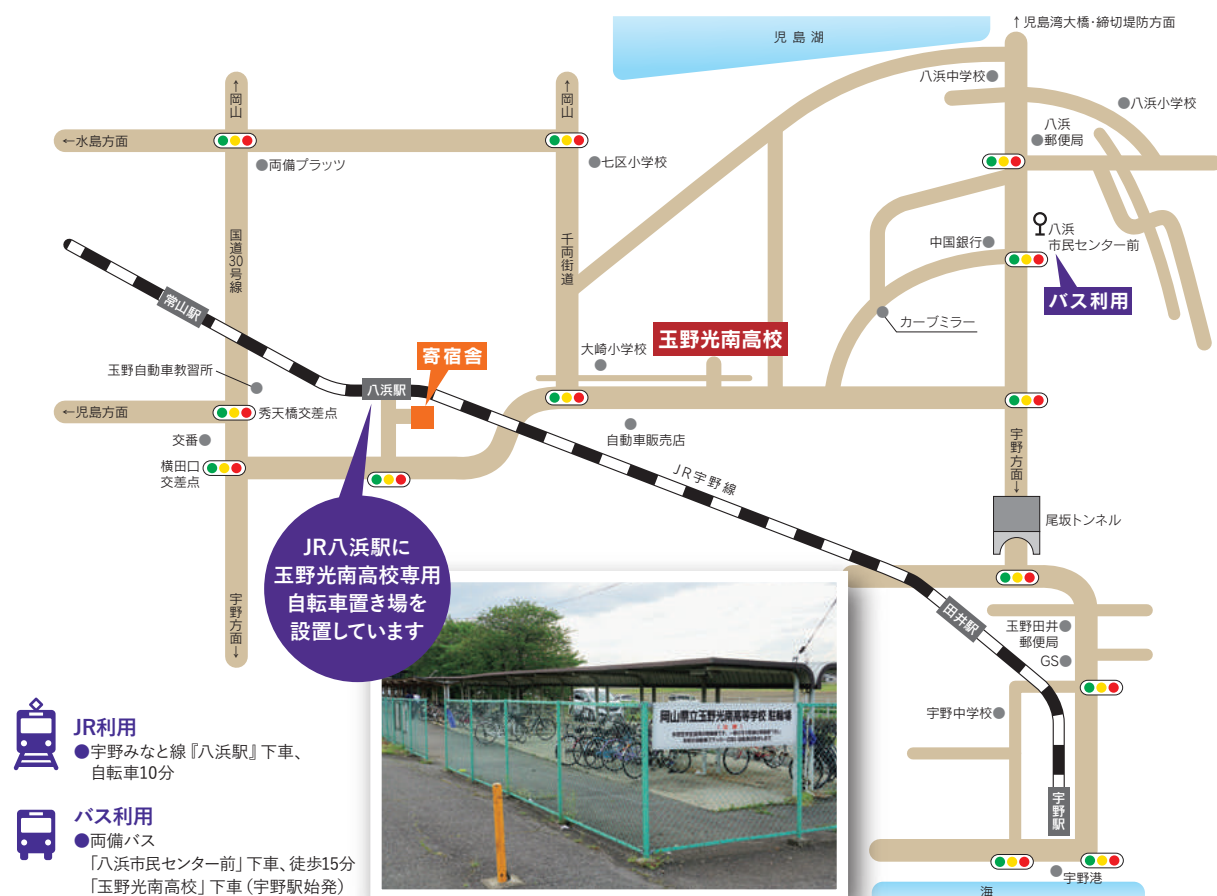 児島湖
↑児島湾大橋・締切堤防方面
八浜中学校
八浜小学校
八浜
郵便局
↑岡山
↑岡山
←水島方面
両備プラッツ
七区小学校
国道30号線
千両街道
中国銀行
八浜
市民センター前
バス利用
カーブミラー
常山駅
玉野光南高校
大崎小学校
寄宿舎
玉野自動車教習所
八浜駅
←児島方面
秀天橋交差点
交番
自動車販売店
横田口
交差点
JR宇野線
宇野方面↓
尾坂トンネル
JR八浜駅に
玉野光南高校専用
自転車置き場を
設置しています
宇野方面↓
田井駅
玉野田井
郵便局
GS
宇野中学校
宇野駅
宇野港
海
岡山県立玉野光南高等学校 駐輪場
JR利用
●宇野みなと線『八浜駅』下車、
自転車10分
バス利用
●両備バス
「八浜市民センター前」下車、徒歩15分
「玉野光南高校」下車(宇野駅始発)